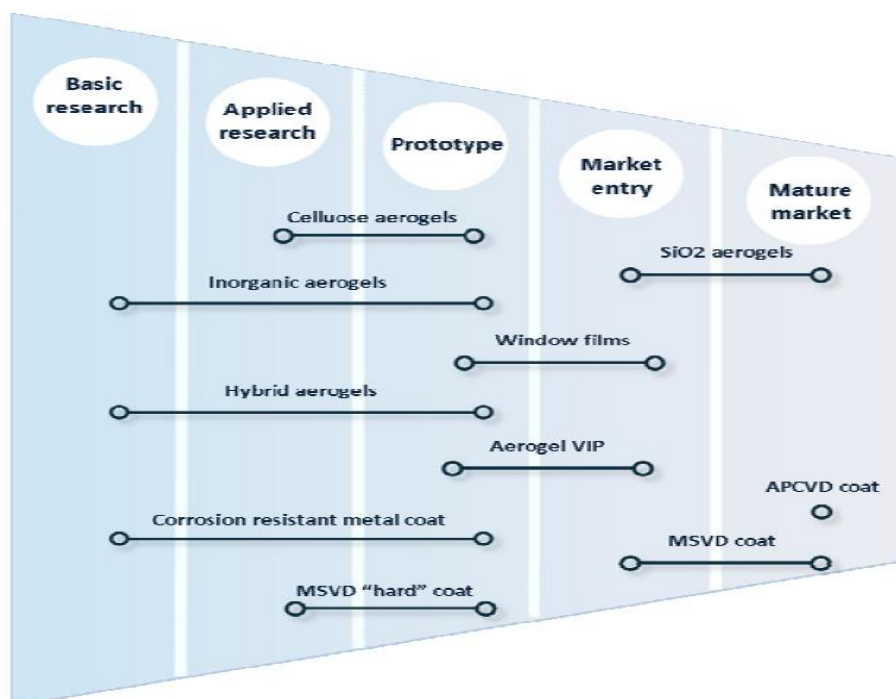 Basic
research
Applied
research
Prototype
Market
entry
Mature
market
Celluose aerogels
SiO2 aerogels
Inorganic aerogels
Window films
Hybrid aerogels
Aerogel VIP
APCVD coat
Corrosion resistant metal coat
MSVD coat
MSVD “hard” coat